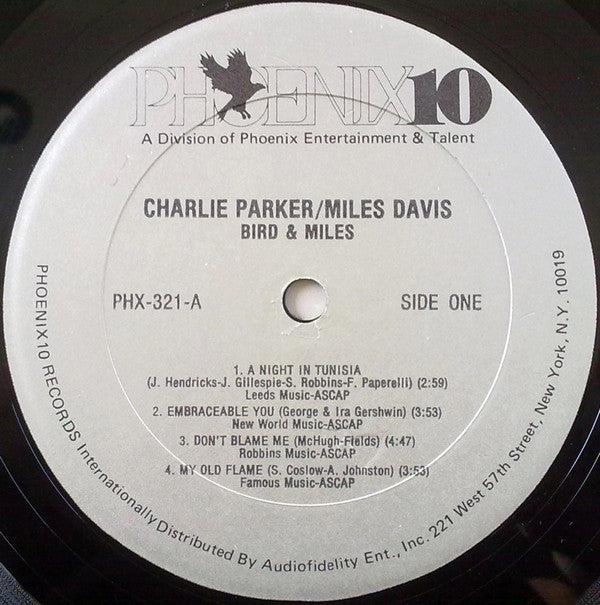 PHOENIX10
A Division of Phoenix Entertainment & Talent
CHARLIE PARKER/MILES DAVIS
BIRD & MILES
PHX-321-A
SIDE ONE
1. A NIGHT IN TUNISIA
(J. Hendricks-J. Gillespie-S. Robbins-F. Paperelli) (2:59)
Leeds Music-ASCAP
2. EMBRACEABLE YOU (George & Ira Gershwin) (3:53)
New World Music-ASCAP
3. DON'T BLAME ME (McHugh-Fields) (4:47)
Robbins Music-ASCAP
4. MY OLD FLAME (S. Coslow-A. Johnston) (3:53)
Famous Music-ASCAP
PHOENIX10 RECORDS Internationally Distributed By Audiofidelity Ent., Inc. 221 West 57th Street, New York, N.Y. 10019